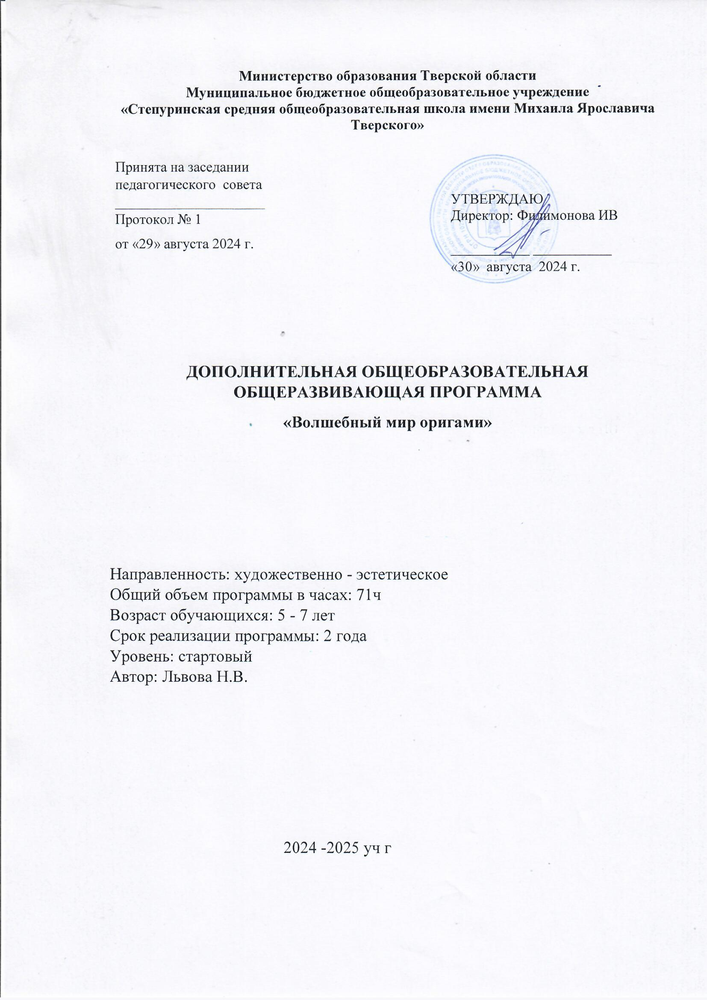 Министерство образования Тверской области
Муниципальное бюджетное общеобразовательное учреждение
«Степуринская средняя общеобразовательная школа имени Михаила Ярославича
Тверского»
Принята на заседании
педагогического совета
Протокол № 1
от «29» августа 2024 г.
УТВЕРЖДАЮ
Директор: Филимонова ИВ
«30» августа 2024 г.
ДОПОЛНИТЕЛЬНАЯ ОБЩЕОБРАЗОВАТЕЛЬНАЯ
ОБЩЕРАЗВИВАЮЩАЯ ПРОГРАММА
«Волшебный мир оригами»
Направленность: художественно - эстетическое
Общий объем программы в часах: 71ч
Возраст обучающихся: 5 - 7 лет
Срок реализации программы: 2 года
Уровень: стартовый
Автор: Львова Н.В.
2024 -2025 уч г